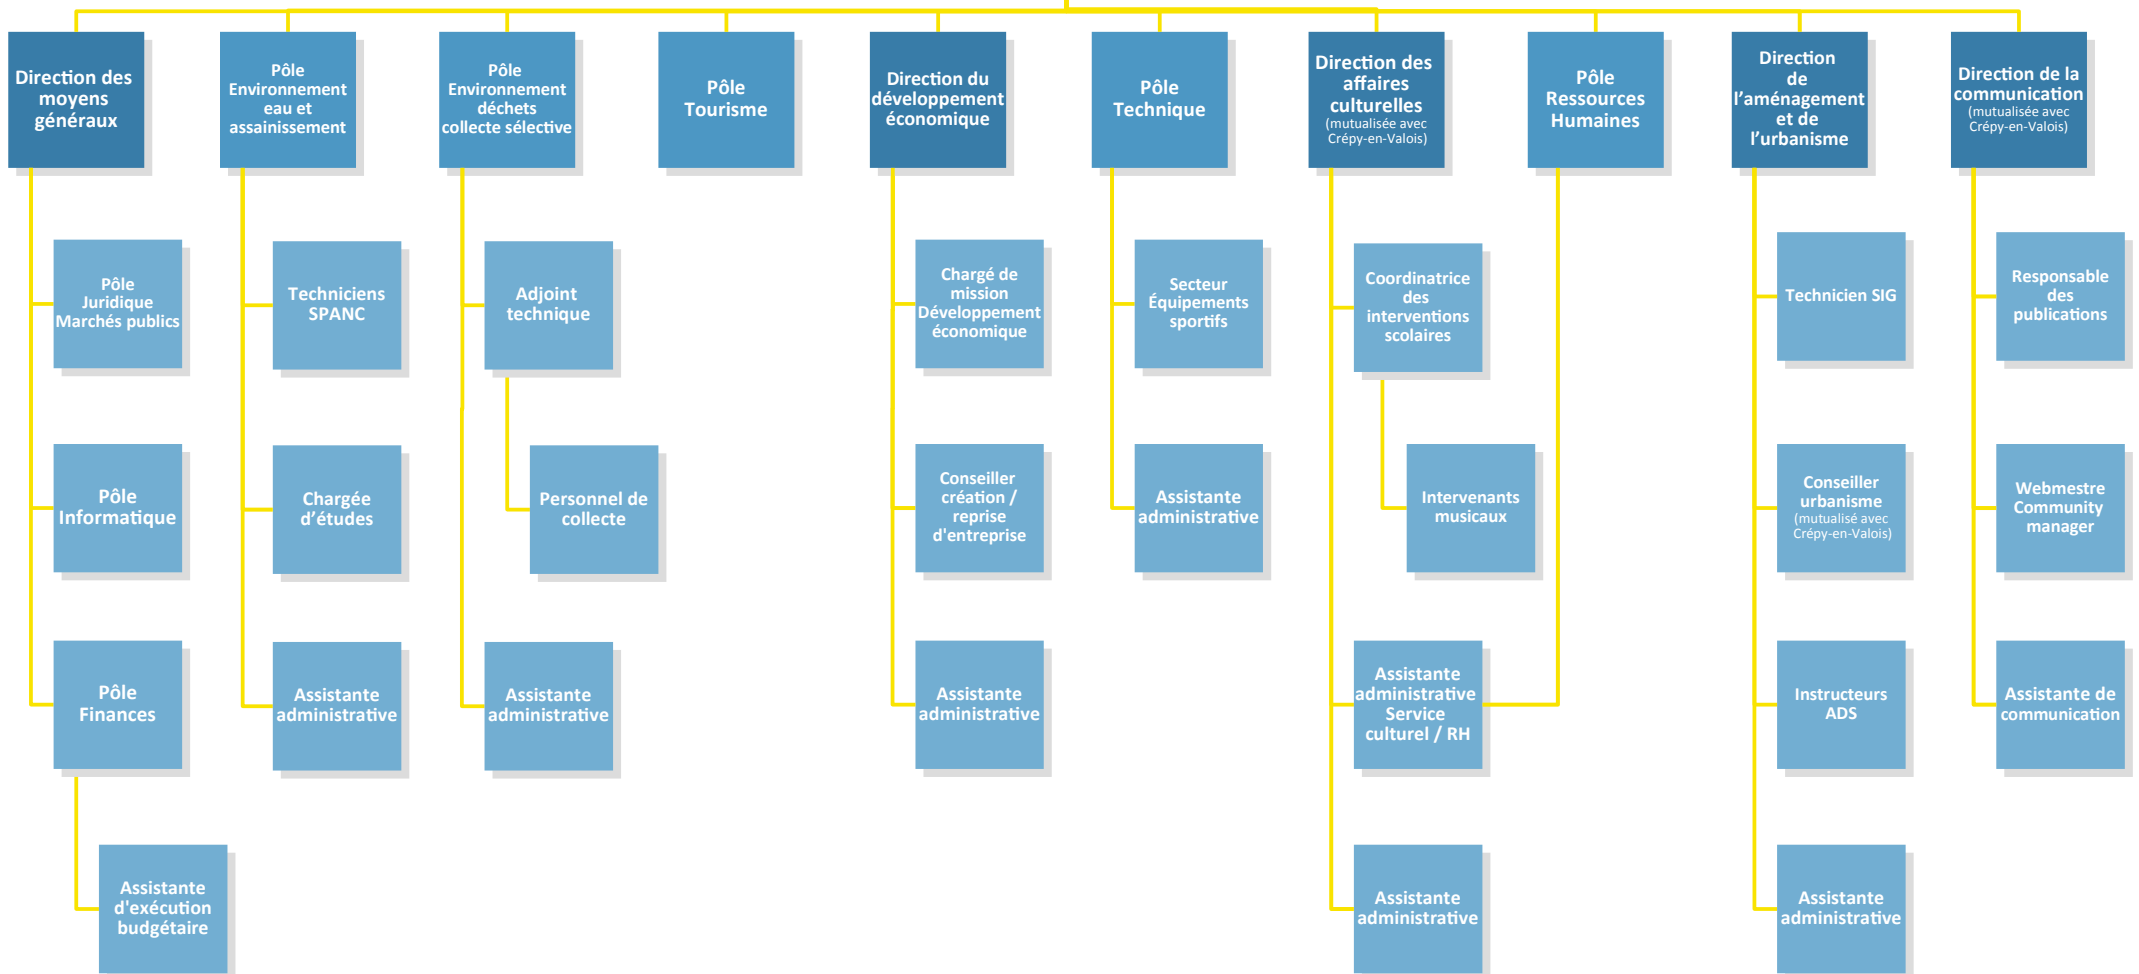 Direction des
moyens
généraux
Pôle
Environnement
eau et
assainissement
Pôle
Environnement
déchets
collecte sélective
Pôle
Tourisme
Direction du
développement
économique
Pôle
Technique
Direction des
affaires
culturelles
(mutualisée avec
Crépy-en-Valois)
Pôle
Ressources
Humaines
Direction
de
l'aménagement
et de
l'urbanisme
Direction de la
communication
(mutualisée avec
Crépy-en-Valois)
Pôle
Juridique
Marchés publics
Techniciens
SPANC
Adjoint
technique
Chargé de
mission
Développement
économique
Secteur
Équipements
sportifs
Coordinatrice
des
interventions
scolaires
Technicien SIG
Responsable
des
publications
Pôle
Informatique
Chargée
d'études
Personnel de
collecte
Conseiller
création /
reprise
d'entreprise
Assistante
administrative
Intervenants
musicaux
Conseiller
urbanisme
(mutualisé avec
Crépy-en-Valois)
Webmestre
Community
manager
Pôle
Finances
Assistante
administrative
Assistante
administrative
Assistante
administrative
Assistante
administrative
Service
culturel / RH
Instructeurs
ADS
Assistante de
communication
Assistante
d'exécution
budgétaire
Assistante
administrative
Assistante
administrative